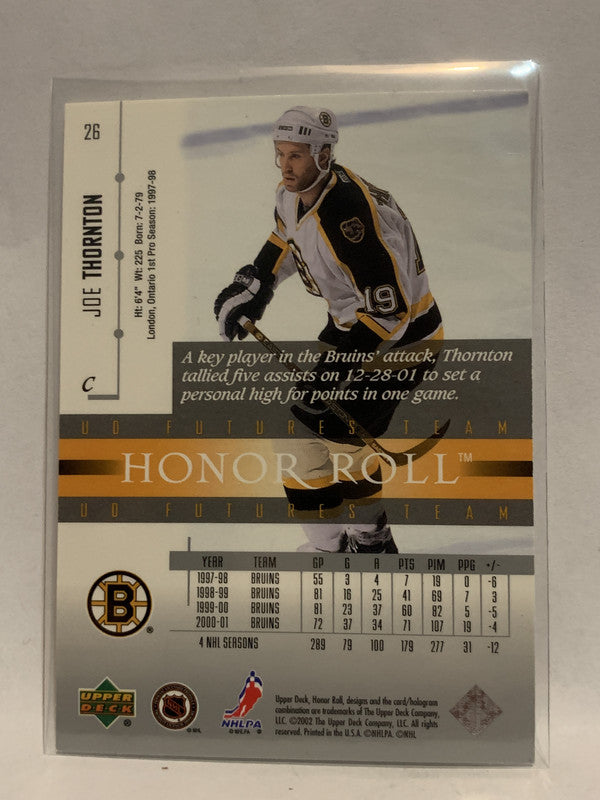 26
JOE THORNTON
Ht: 6'4" Wt: 225 Born: 7-2-79
London, Ontario 1st Pro Season: 1997-98
C
B
19
A key player in the Bruins' attack, Thornton
tallied five assists on 12-28-01 to set a
personal high for points in one game.
UD FUTURES TEAM
HONOR ROLL™
UD FUTURES TEAM
YEAR TEAM GP G A PTS PIM PPG +/-
1997-98 BRUINS 55 3 4 7 19 0 -6
1998-99 BRUINS 81 16 25 41 69 7 3
1999-00 BRUINS 81 23 37 60 82 5 -5
2000-01 BRUINS 72 37 34 71 107 19 -4
4 NHL SEASONS 289 79 100 179 277 31 -12
B ®
UPPER DECK
NHL
©NHL
NHLPA
©NHLPA
Upper Deck, Honor Roll, designs and the card/hologram
combination are trademarks of The Upper Deck Company,
LLC. ©2002 The Upper Deck Company, LLC. All rights
reserved. Printed in the U.S.A. ©NHLPA. ©NHL